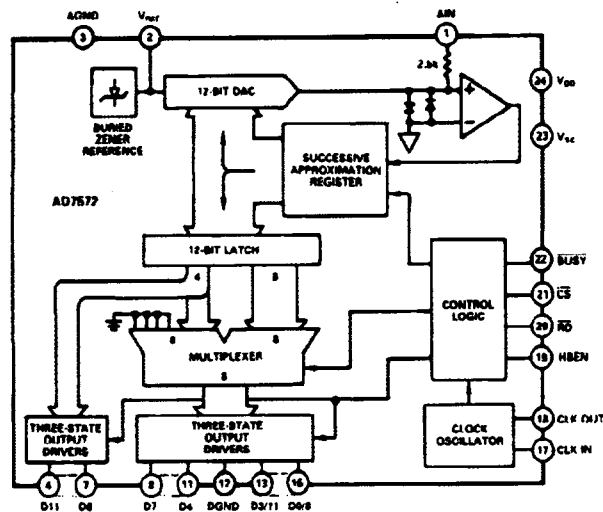 AGND Vref AIN
3 2 1
2.5k
12-BIT DAC
24 VDD
BURIED
ZENER
REFERENCE
+
−
23
SUCCESSIVE
APPROXIMATION
REGISTER
AD7572
12-BIT LATCH
4 8
CONTROL
LOGIC
22 BUSY
21 CS
20 RD
19 HBEN
8 8
MULTIPLEXER
8
THREE-STATE
OUTPUT
DRIVERS
THREE-STATE
OUTPUT
DRIVERS
CLOCK
OSCILLATOR
18 CLK OUT
17 CLK IN
4 7 8 11 12 13 16
D11 D8 D7 D4 DGND D3/11 D0/8